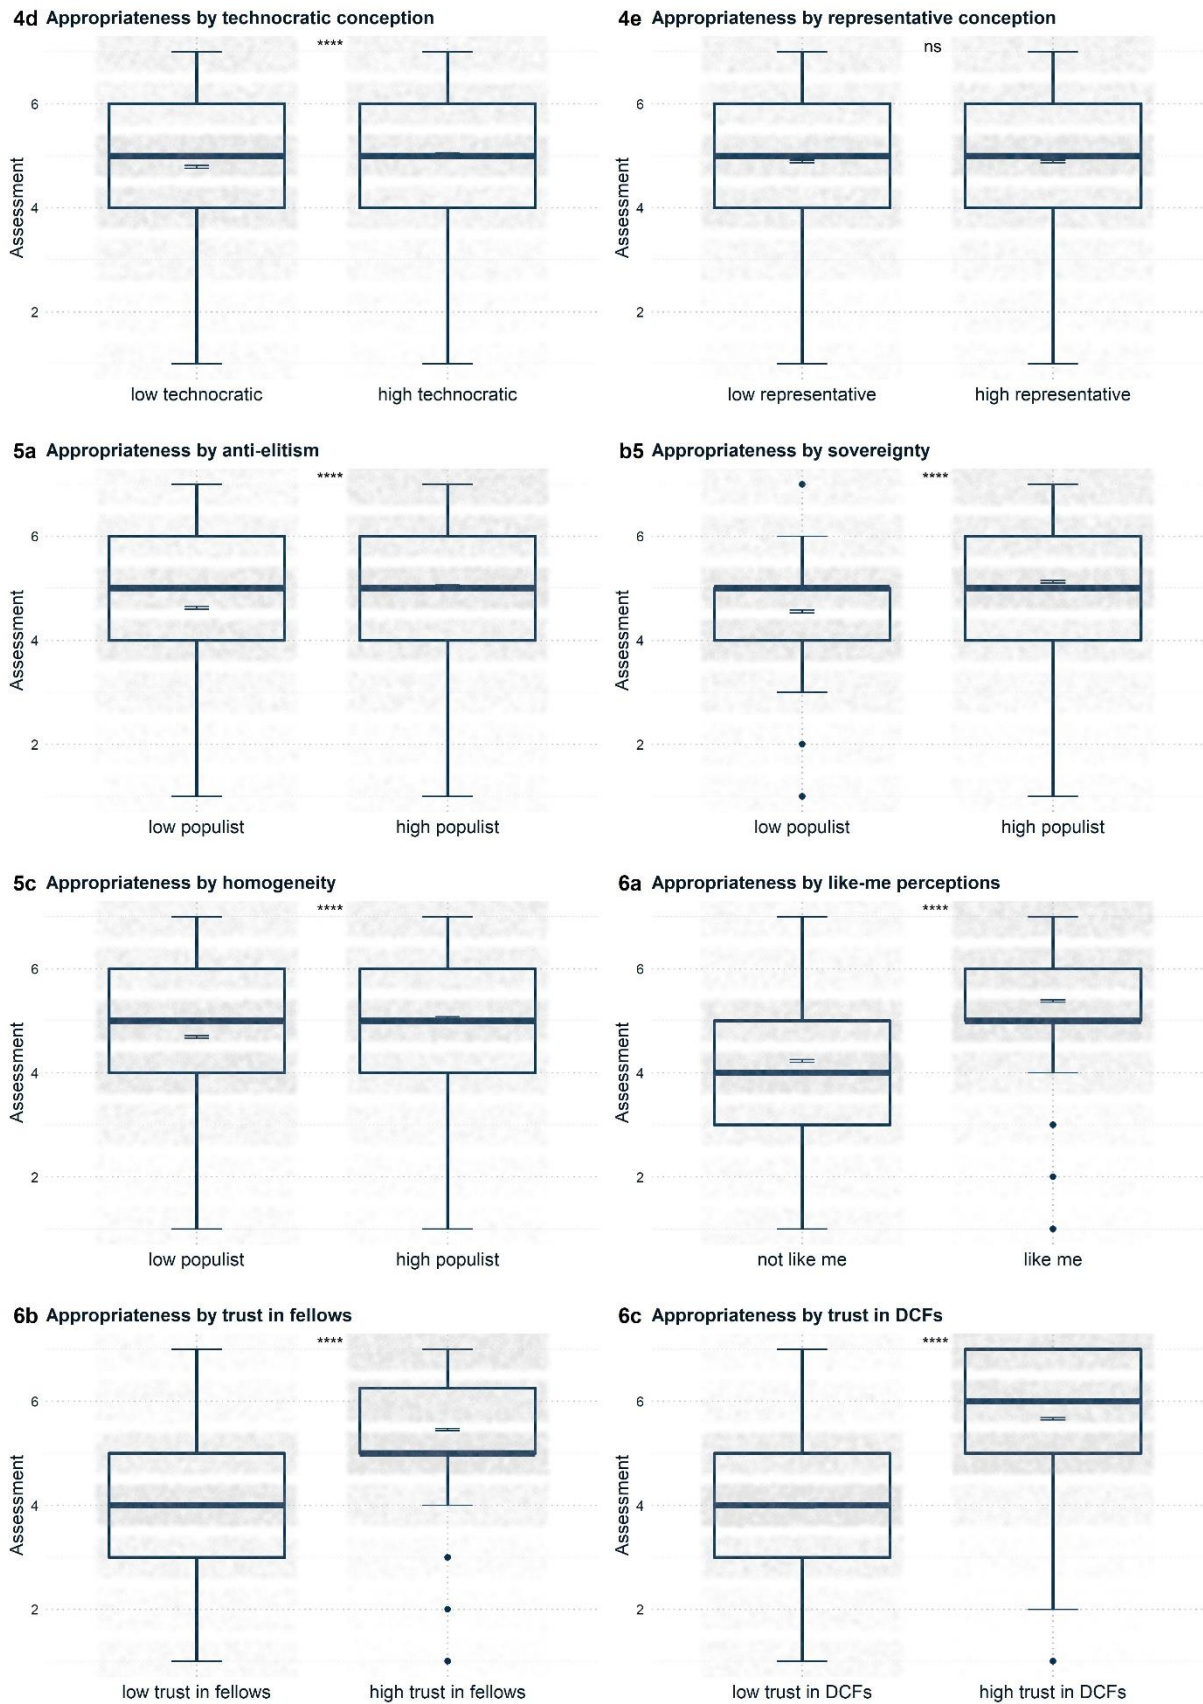 4d Appropriateness by technocratic conception
****
6
4
2
Assessment
low technocratic
high technocratic
4e Appropriateness by representative conception
ns
6
4
2
Assessment
low representative
high representative
5a Appropriateness by anti-elitism
****
6
4
2
Assessment
low populist
high populist
b5 Appropriateness by sovereignty
****
6
4
2
Assessment
low populist
high populist
5c Appropriateness by homogeneity
****
6
4
2
Assessment
low populist
high populist
6a Appropriateness by like-me perceptions
****
6
4
2
Assessment
not like me
like me
6b Appropriateness by trust in fellows
****
6
4
2
Assessment
low trust in fellows
high trust in fellows
6c Appropriateness by trust in DCFs
****
6
4
2
Assessment
low trust in DCFs
high trust in DCFs